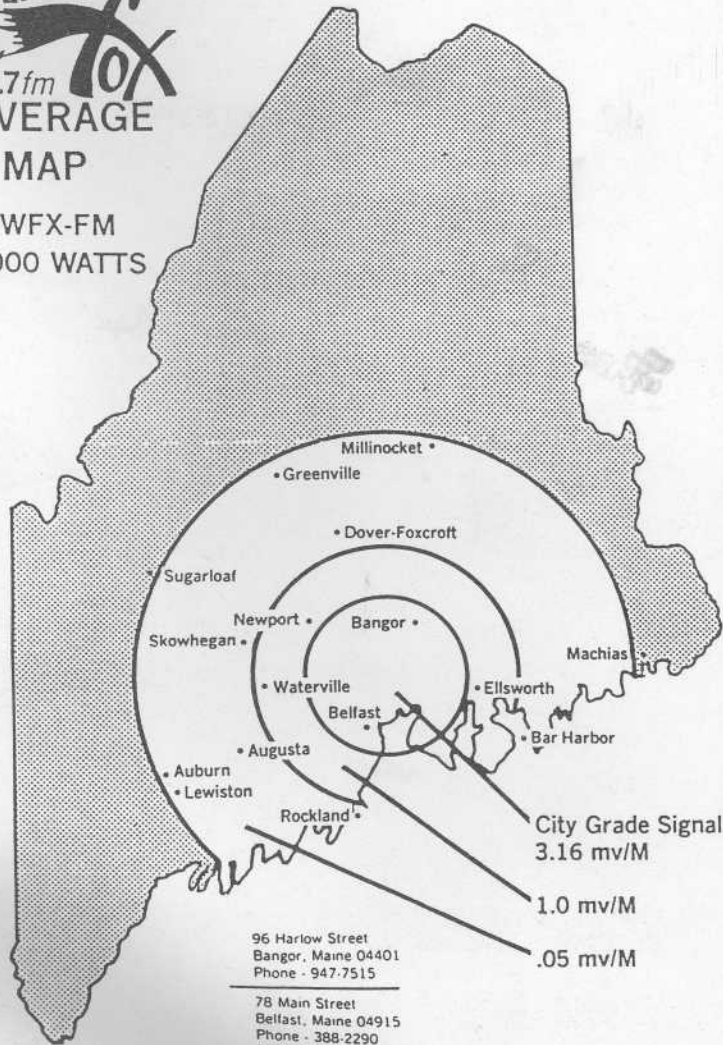 fox
.7fm
VERAGE
MAP
WFX-FM
000 WATTS
Millinocket
Greenville
Dover-Foxcroft
Sugarloaf
Newport
Bangor
Skowhegan
Machias
Waterville
Ellsworth
Belfast
Bar Harbor
Augusta
Auburn
Lewiston
Rockland
City Grade Signal
3.16 mv/M
1.0 mv/M
.05 mv/M
96 Harlow Street
Bangor, Maine 04401
Phone - 947-7515
78 Main Street
Belfast, Maine 04915
Phone - 388-2290